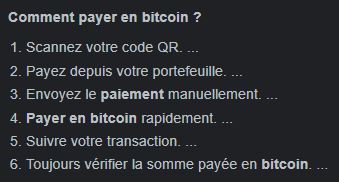 Comment payer en bitcoin ?
1. Scannez votre code QR. ...
2. Payez depuis votre portefeuille. ...
3. Envoyez le paiement manuellement. ...
4. Payer en bitcoin rapidement. ...
5. Suivre votre transaction. ...
6. Toujours vérifier la somme payée en bitcoin. ...